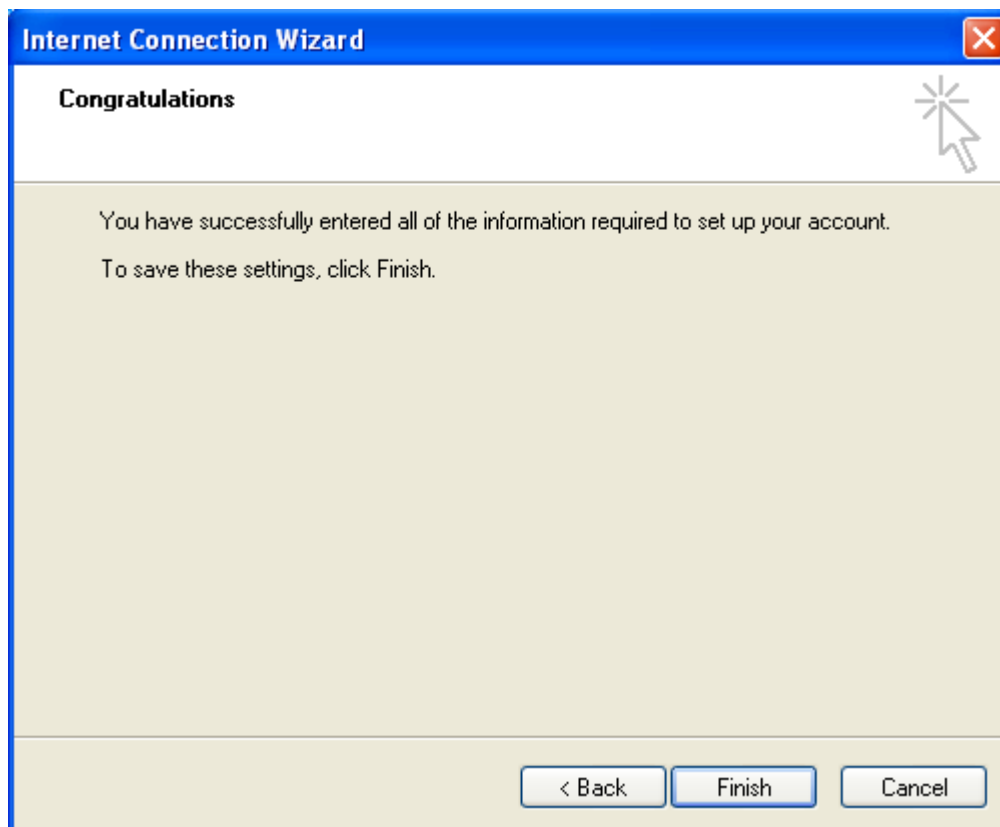 Internet Connection Wizard
Congratulations
You have successfully entered all of the information required to set up your account.
To save these settings, click Finish.
< Back
Finish
Cancel